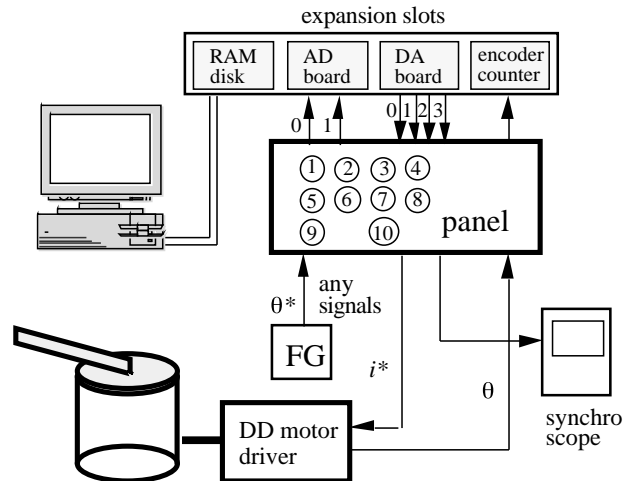 expansion slots
RAM
disk
AD
board
DA
board
encoder
counter
0
1
0
1
2
3
1
2
3
4
5
6
7
8
9
10
panel
θ*
any
signals
FG
i*
θ
synchro
scope
DD motor
driver